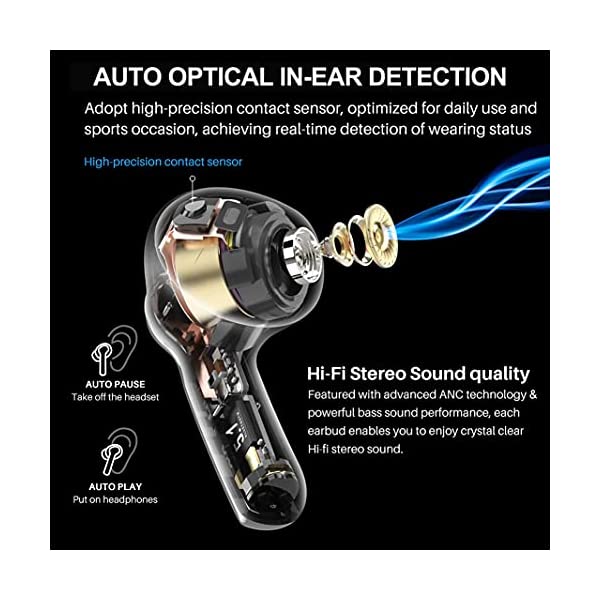 AUTO OPTICAL IN-EAR DETECTION
Adopt high-precision contact sensor, optimized for daily use and
sports occasion, achieving real-time detection of wearing status
High-precision contact sensor
AUTO PAUSE
Take off the headset
Hi-Fi Stereo Sound quality
Featured with advanced ANC technology &
powerful bass sound performance, each
earbud enables you to enjoy crystal clear
Hi-fi stereo sound.
AUTO PLAY
Put on headphones
5.1